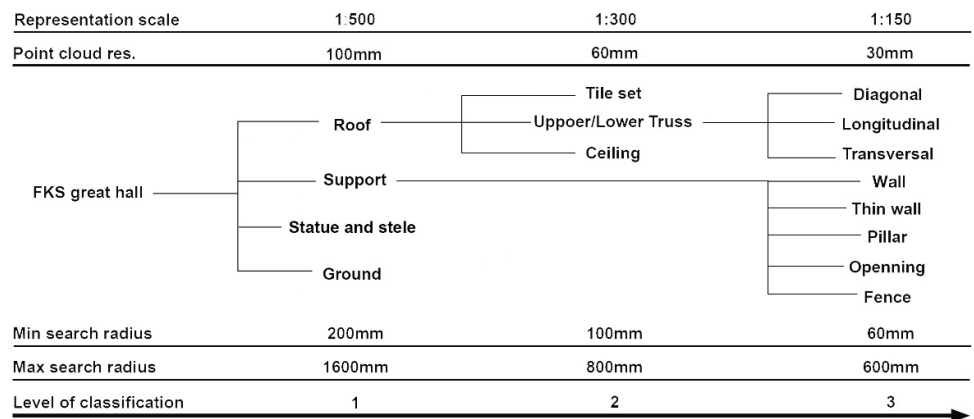 Representation scale 1:500 1:300 1:150
Point cloud res. 100mm 60mm 30mm
Tile set Diagonal
Roof Uppoer/Lower Truss Longitudinal
Ceiling Transversal
FKS great hall Support Wall
Thin wall
Statue and stele Pillar
Ground Openning
Fence
Min search radius 200mm 100mm 60mm
Max search radius 1600mm 800mm 600mm
Level of classification 1 2 3